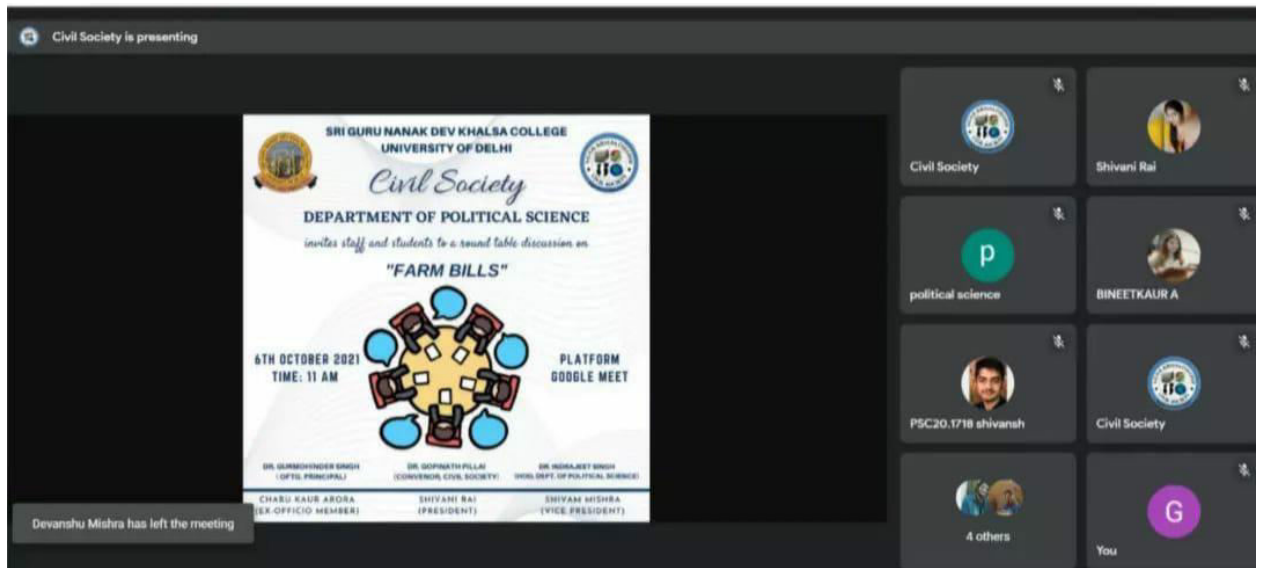 Civil Society is presenting
SRI GURU NANAK DEV KHALSA COLLEGE
UNIVERSITY OF DELHI
Civil Society
DEPARTMENT OF POLITICAL SCIENCE
invites staff and students to a round table discussion on
"FARM BILLS"
6TH OCTOBER 2021
TIME: 11 AM
PLATFORM
GOOGLE MEET
DR. GURMOHINDER SINGH
(OFTG. PRINCIPAL)
DR. GOPINATH PILLAI
(CONVENOR, CIVIL SOCIETY)
DR. INDRAJEET SINGH
(HOD, DEPT. OF POLITICAL SCIENCE)
CHARU KAUR ARORA
(EX-OFFICIO MEMBER)
SHIVANI RAI
(PRESIDENT)
SHIVAM MISHRA
(VICE PRESIDENT)
Devanshu Mishra has left the meeting
Civil Society
Shivani Rai
p
political science
BINEETKAUR A
PSC20.1718 shivansh
Civil Society
4 others
G
You